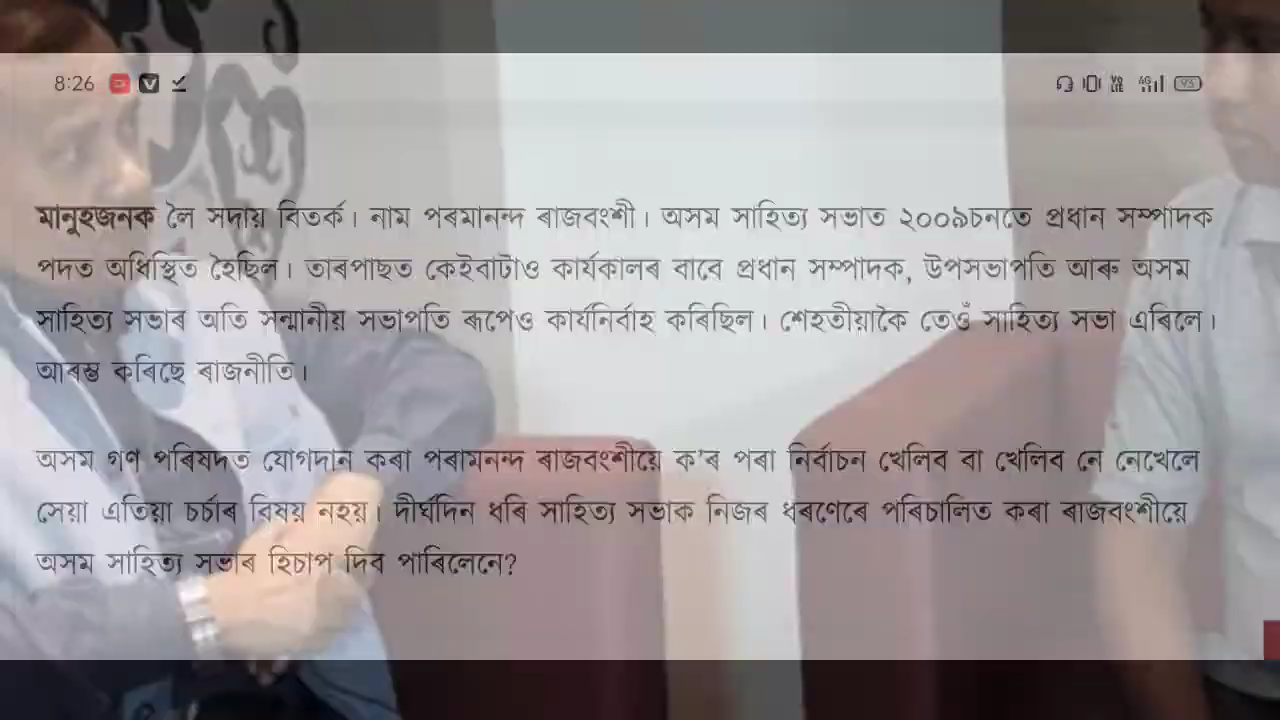 8:26
মানুহজনক লৈ সদায় বিতৰ্ক। নাম পৰমানন্দ ৰাজবংশী। অসম সাহিত্য সভাত ২০০৯চনতে প্ৰধান সম্পাদক
পদত অধিস্থিত হৈছিল। তাৰপাছত কেইবাটাও কাৰ্যকালৰ বাবে প্ৰধান সম্পাদক, উপসভাপতি আৰু অসম
সাহিত্য সভাৰ অতি সন্মানীয় সভাপতি ৰূপেও কাৰ্যনিৰ্বাহ কৰিছিল। শেহতীয়াকৈ তেওঁ সাহিত্য সভা এৰিলে।
আৰম্ভ কৰিছে ৰাজনীতি।
অসম গণ পৰিষদত যোগদান কৰা পৰামনন্দ ৰাজবংশীয়ে ক'ৰ পৰা নিৰ্বাচন খেলিব বা খেলিব নে নেখেলে
সেয়া এতিয়া চৰ্চাৰ বিষয় নহয়। দীৰ্ঘদিন ধৰি সাহিত্য সভাক নিজৰ ধৰণেৰে পৰিচালিত কৰা ৰাজবংশীয়ে
অসম সাহিত্য সভাৰ হিচাপ দিব পাৰিলেনে?